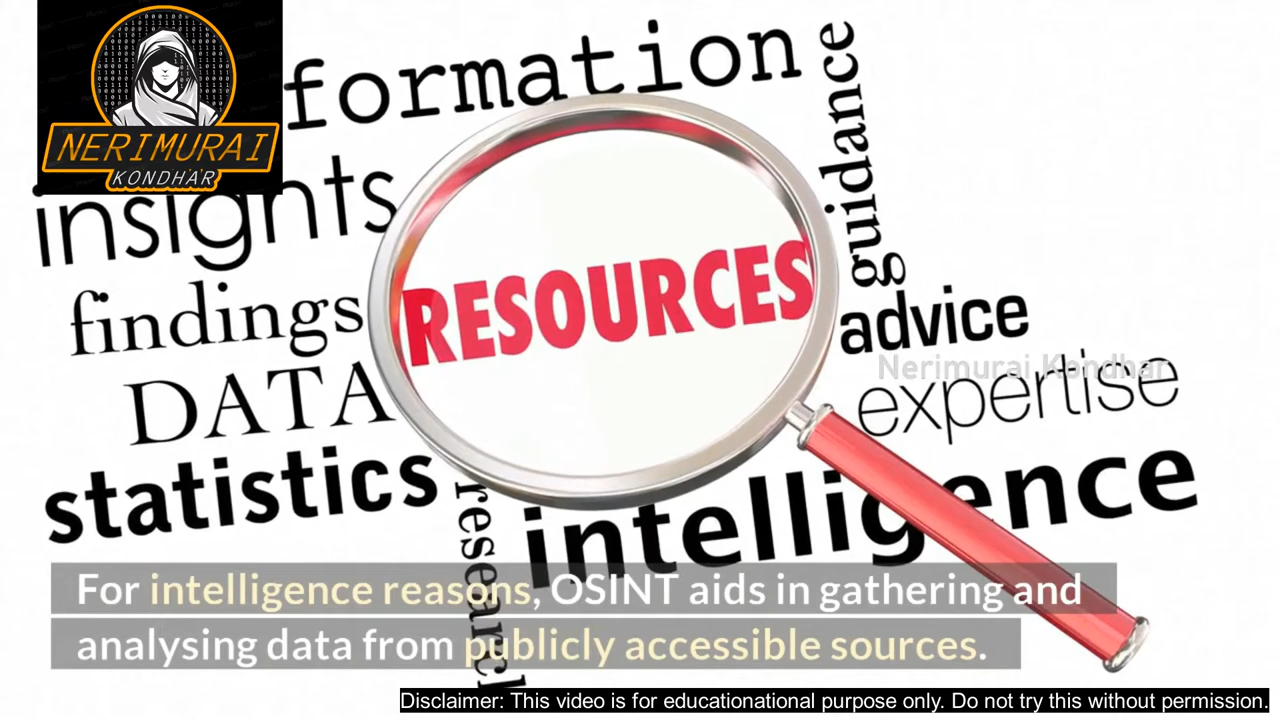 formation
NERIMURAI
KONDHAR
insights
guidance
findings
RESOURCES
advice
Nerimurai Kondhar
expertise
DATA
statistics
research
intelligence
For intelligence reasons, OSINT aids in gathering and
analysing data from publicly accessible sources.
Disclaimer: This video is for educationational purpose only. Do not try this without permission.